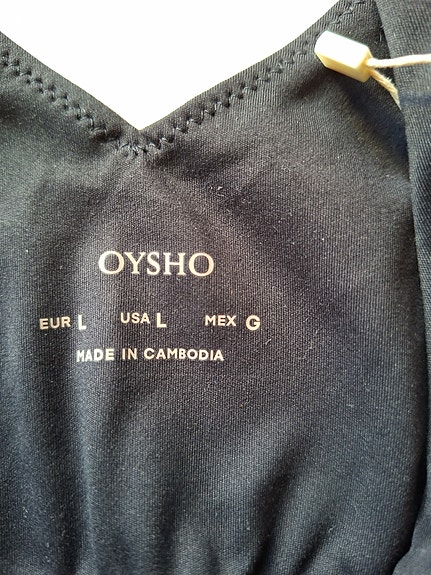 OYSHO
EUR L USA L MEX G
MADE IN CAMBODIA